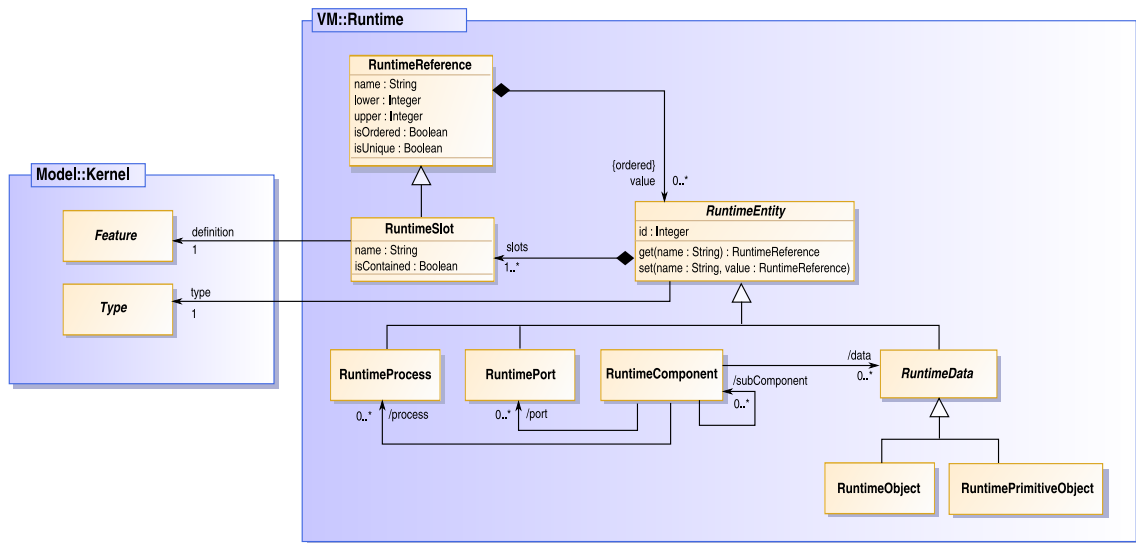 VM::Runtime
RuntimeReference
name : String
lower : Integer
upper : Integer
isOrdered : Boolean
isUnique : Boolean
{ordered}
value
0..*
Model::Kernel
Feature
definition
1
RuntimeSlot
name : String
isContained : Boolean
slots
1..*
RuntimeEntity
id : Integer
get(name : String) : RuntimeReference
set(name : String, value : RuntimeReference)
Type
type
1
RuntimeProcess
RuntimePort
RuntimeComponent
/data
0..*
RuntimeData
/subComponent
0..*
0..*
/process
0..*
/port
RuntimeObject
RuntimePrimitiveObject